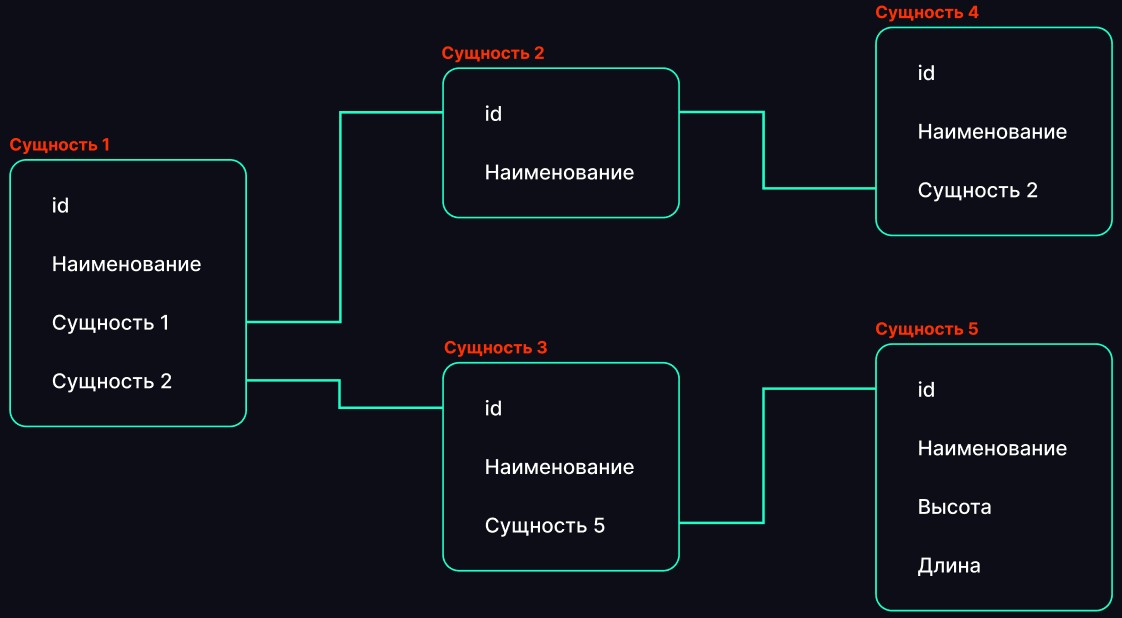 Сущность 1
id
Наименование
Сущность 1
Сущность 2
Сущность 2
id
Наименование
Сущность 3
id
Наименование
Сущность 5
Сущность 4
id
Наименование
Сущность 2
Сущность 5
id
Наименование
Высота
Длина